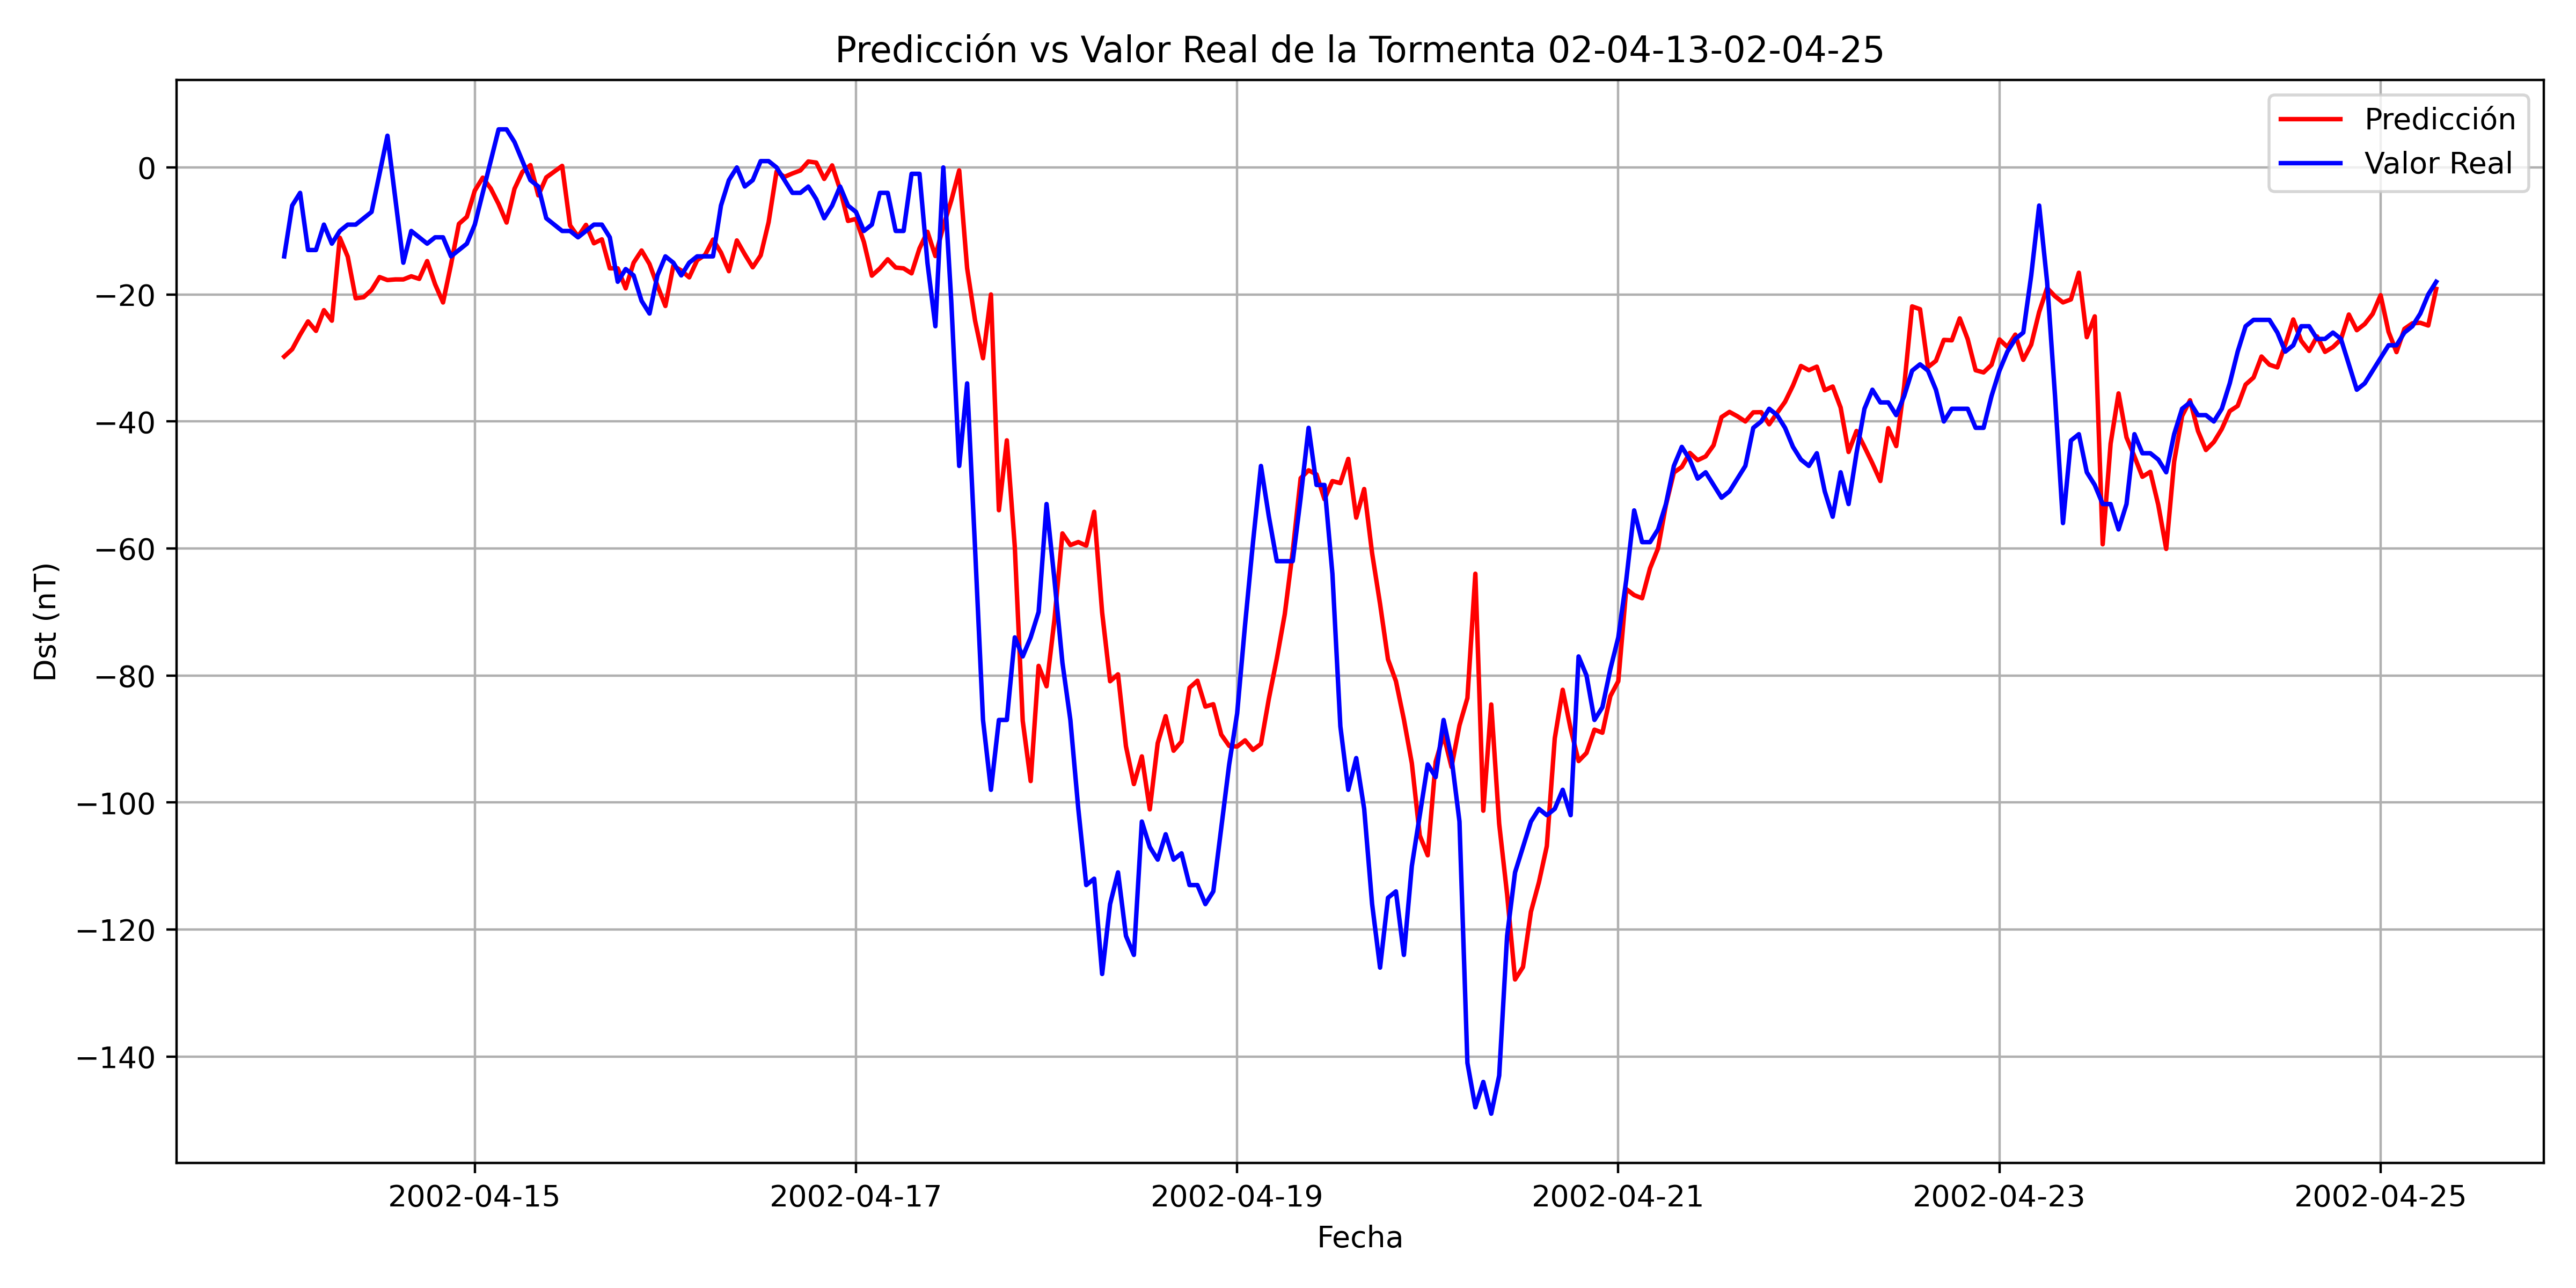 Predicción vs Valor Real de la Tormenta 02-04-13-02-04-25
Predicción
Valor Real
Dst (nT)
0
−20
−40
−60
−80
−100
−120
−140
2002-04-15
2002-04-17
2002-04-19
2002-04-21
2002-04-23
2002-04-25
Fecha